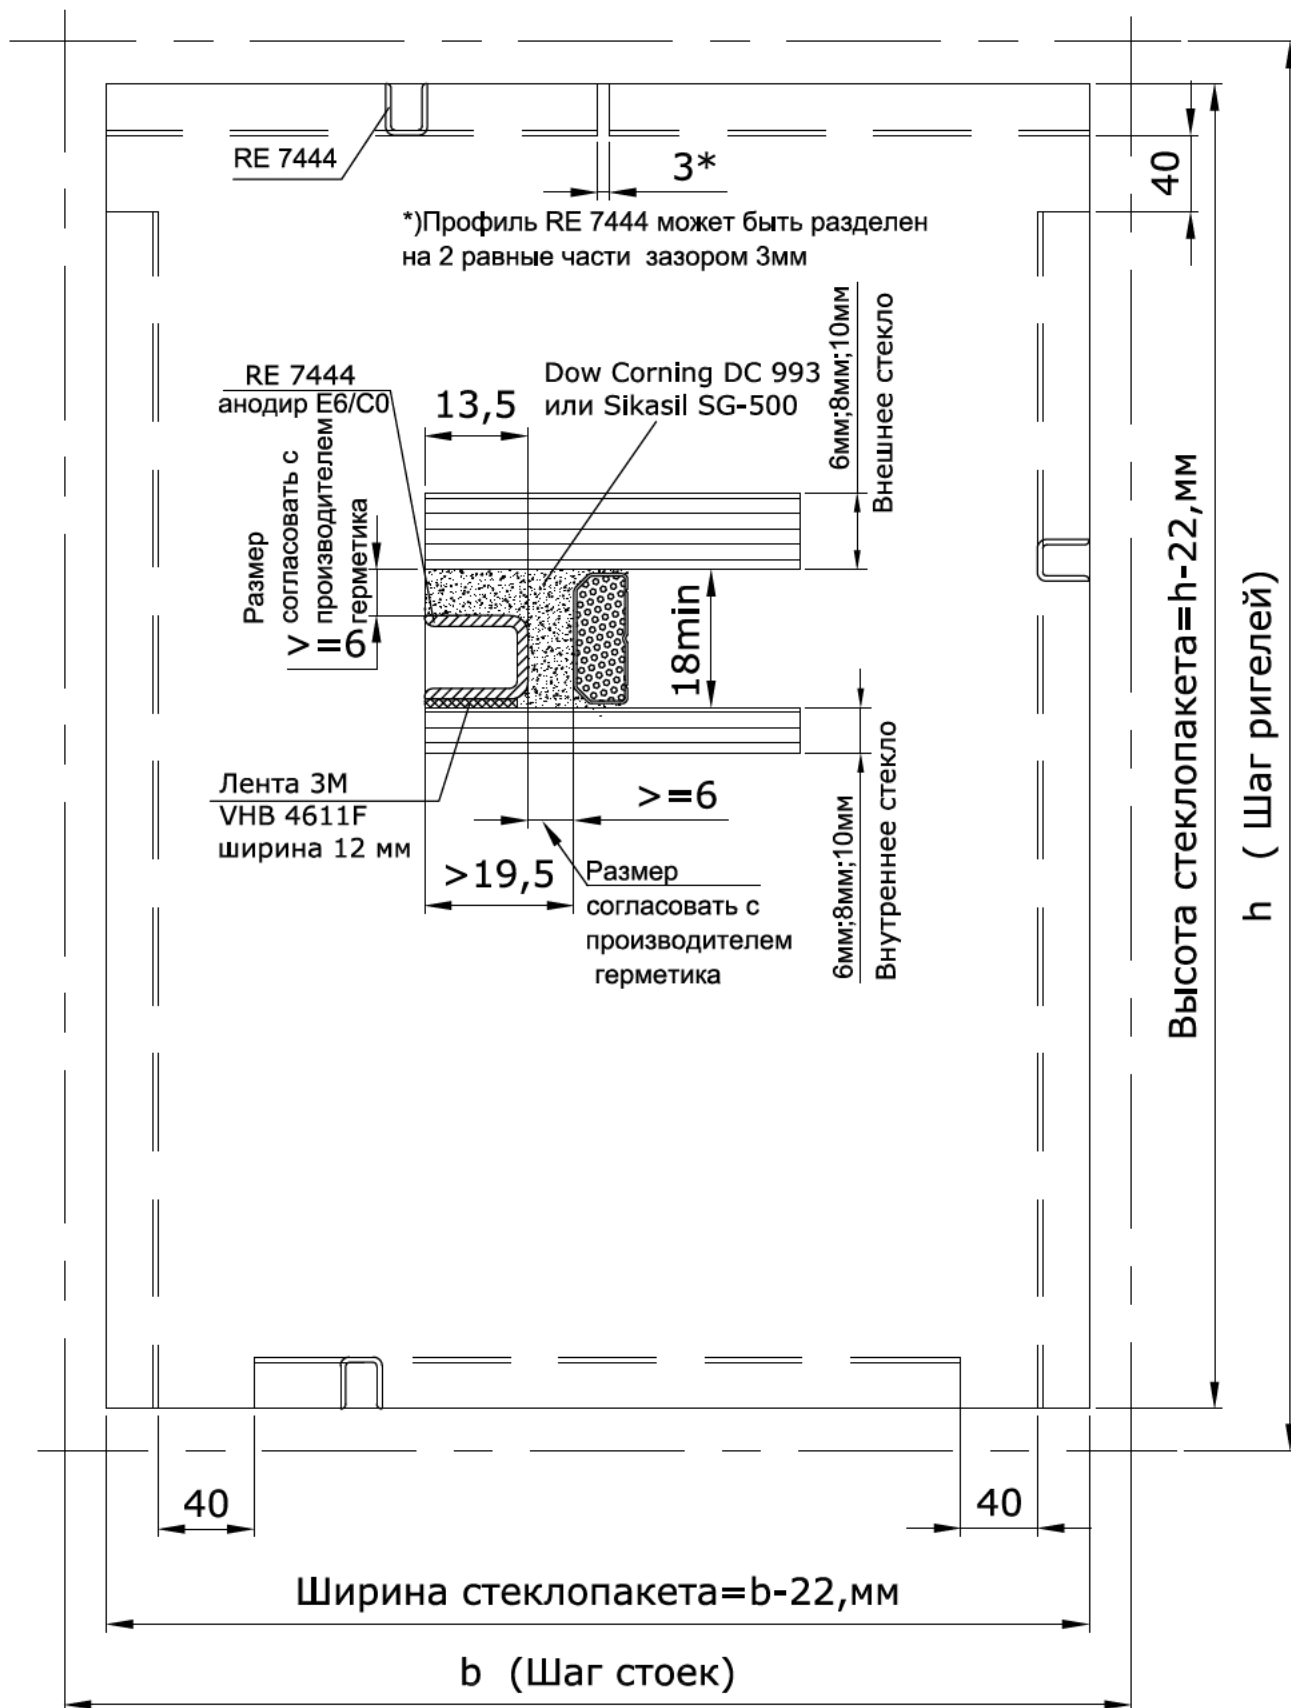 RE 7444
3*
40
*)Профиль RE 7444 может быть разделен
на 2 равные части зазором 3мм
RE 7444
анодир E6/C0
13,5
Dow Corning DC 993
или Sikasil SG-500
6мм;8мм;10мм
Внешнее стекло
Размер
согласовать с
производителем
герметика
>=6
18min
Лента 3М
VHB 4611F
ширина 12 мм
>=6
>19,5
Размер
согласовать с
производителем
герметика
6мм;8мм;10мм
Внутреннее стекло
Высота стеклопакета=h-22,мм
h ( Шаг ригелей)
40
40
Ширина стеклопакета=b-22,мм
b (Шаг стоек)